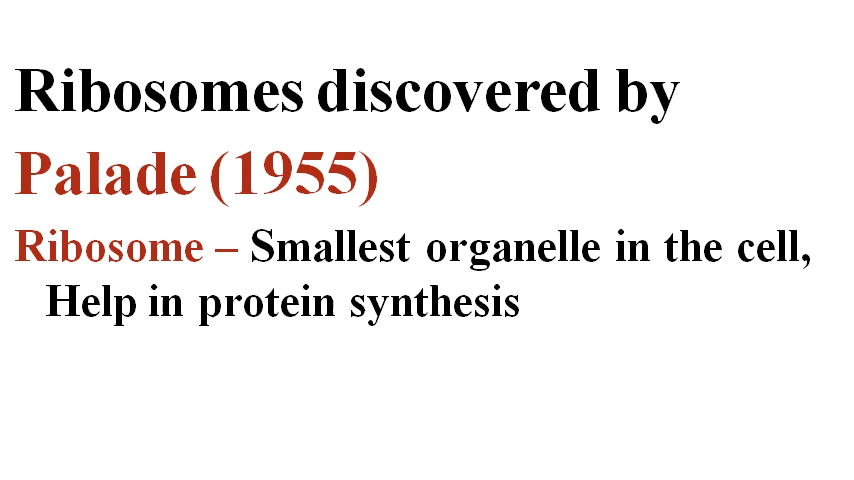 Ribosomes discovered by
Palade (1955)
Ribosome – Smallest organelle in the cell,
Help in protein synthesis